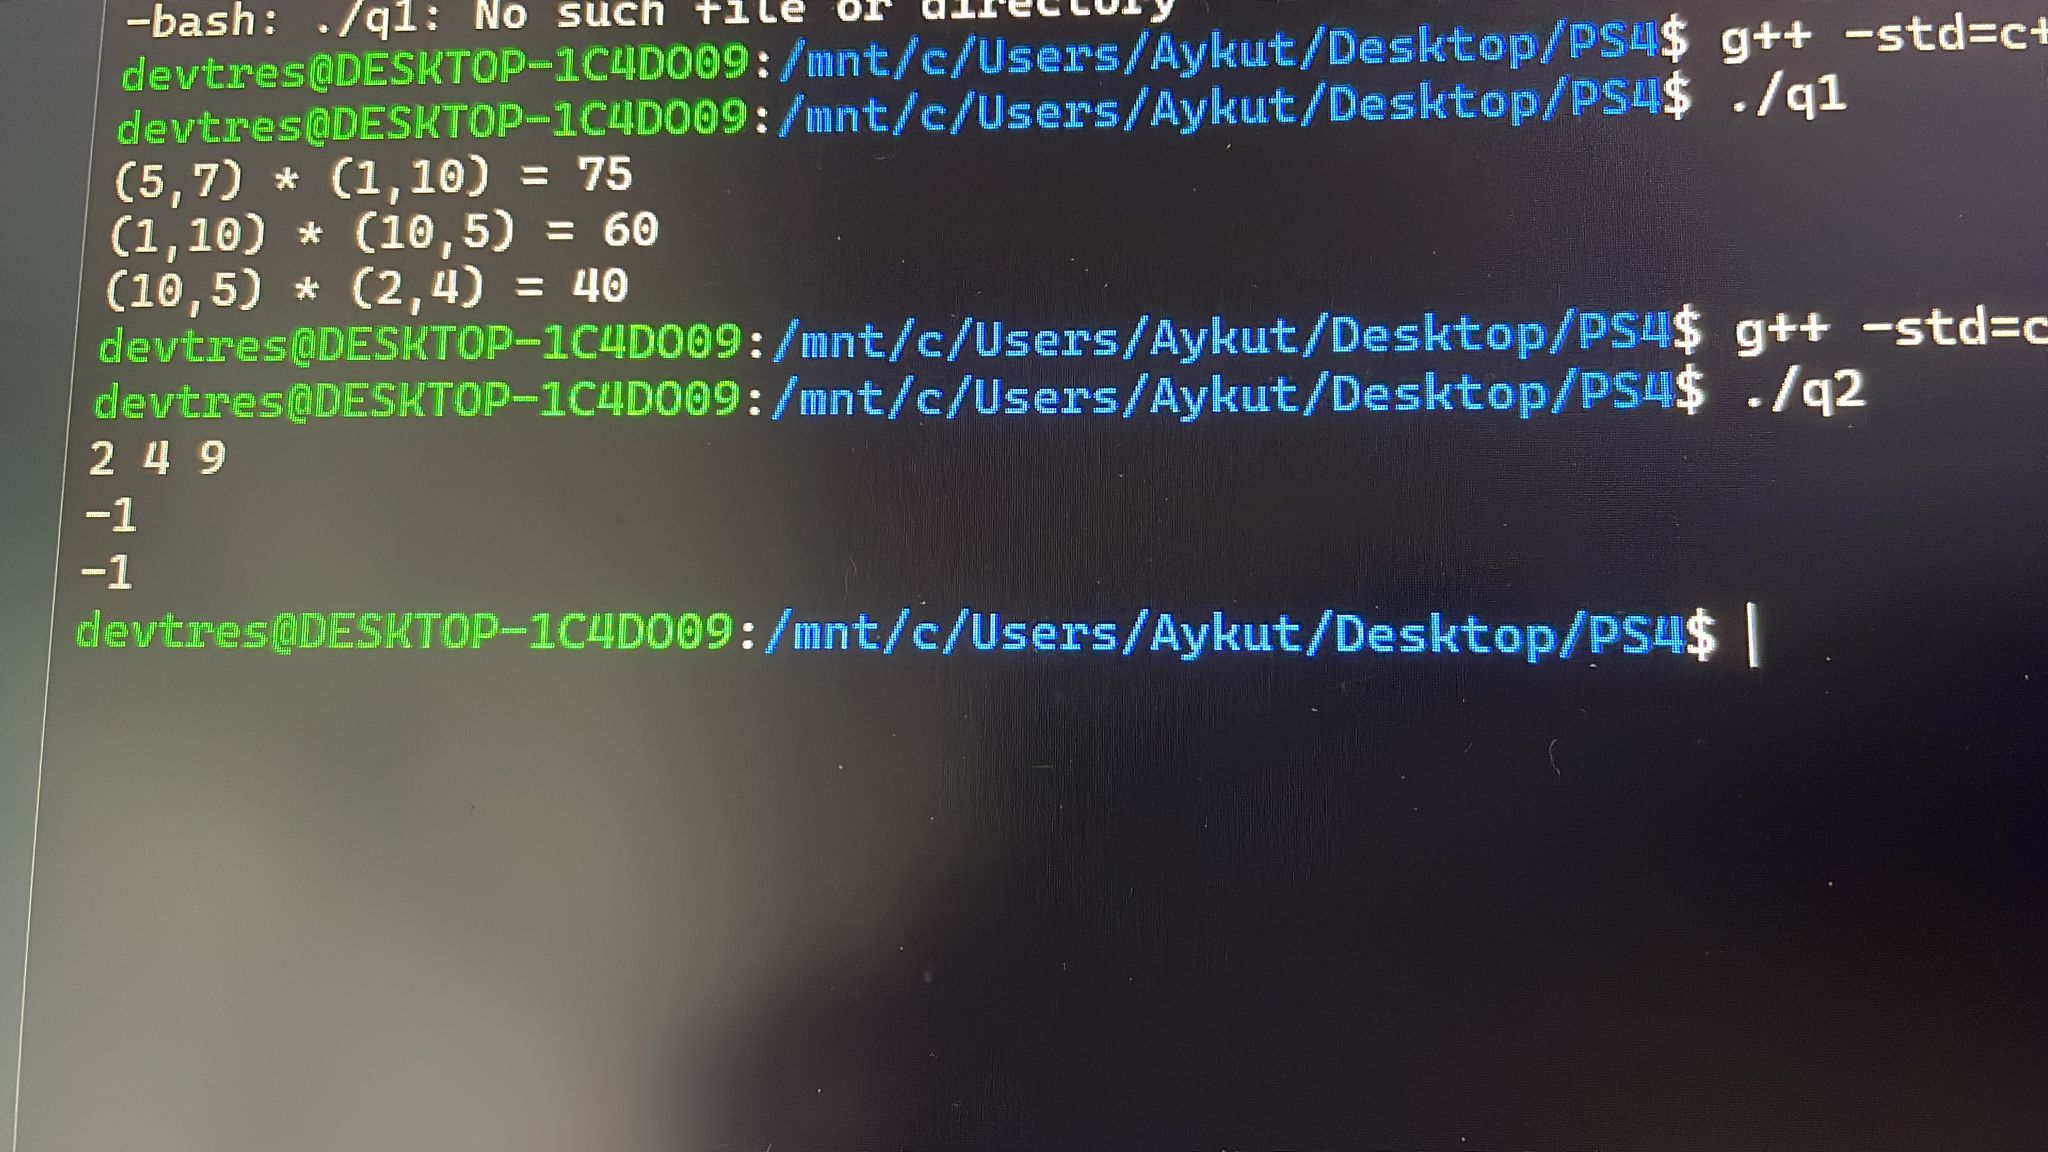 -bash: ./q1: No such file or directory
devtres@DESKTOP-1C4DO09:/mnt/c/Users/Aykut/Desktop/PS4$ g++ -std=c+
devtres@DESKTOP-1C4DO09:/mnt/c/Users/Aykut/Desktop/PS4$ ./q1
(5,7) * (1,10) = 75
(1,10) * (10,5) = 60
(10,5) * (2,4) = 40
devtres@DESKTOP-1C4DO09:/mnt/c/Users/Aykut/Desktop/PS4$ g++ -std=c
devtres@DESKTOP-1C4DO09:/mnt/c/Users/Aykut/Desktop/PS4$ ./q2
2 4 9
-1
-1
devtres@DESKTOP-1C4DO09:/mnt/c/Users/Aykut/Desktop/PS4$